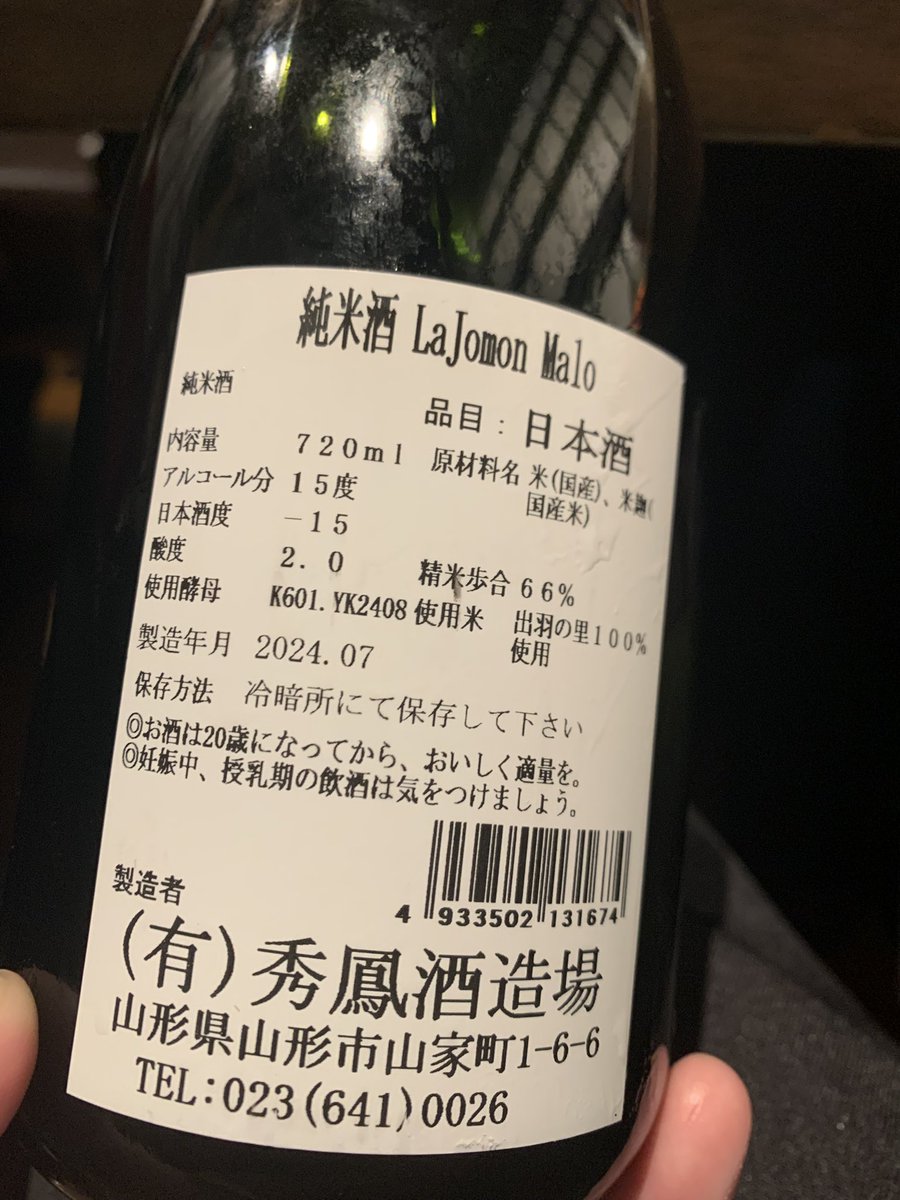 純米酒 LaJomon Malo
純米酒
品目：日本酒
内容量 720ml
原材料名 米(国産)、米麹(
国産米)
アルコール分 15度
日本酒度 －15
酸度 2.0
精米歩合 66%
使用酵母 K601.YK2408
使用米 出羽の里100%
使用
製造年月 2024.07
保存方法 冷暗所にて保存して下さい
◎お酒は20歳になってから、おいしく適量を。
◎妊娠中、授乳期の飲酒は気をつけましょう。
4 933502 131674
製造者
(有)秀鳳酒造場
山形県山形市山家町1-6-6
TEL:023(641)0026